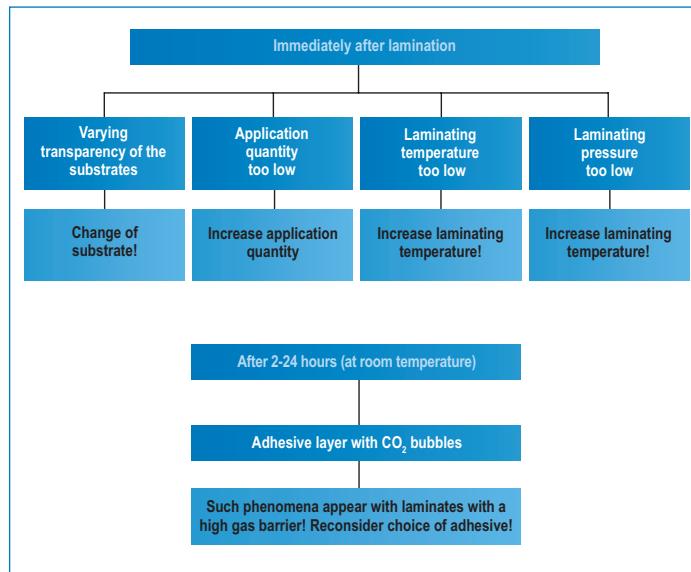 Immediately after lamination
Varying
transparency of the
substrates
Application
quantity
too low
Laminating
temperature
too low
Laminating
pressure
too low
Change of
substrate!
Increase application
quantity
Increase laminating
temperature!
Increase laminating
temperature!
After 2-24 hours (at room temperature)
Adhesive layer with CO₂ bubbles
Such phenomena appear with laminates with a
high gas barrier! Reconsider choice of adhesive!